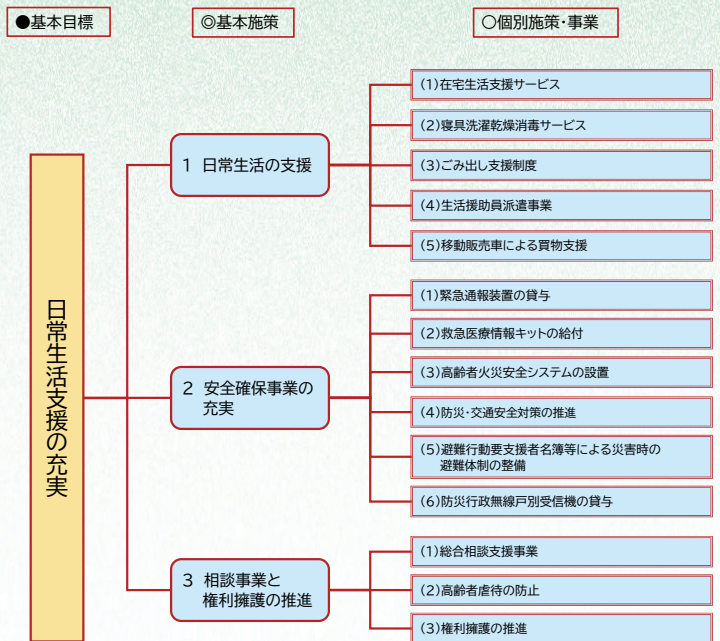 ●基本目標
◎基本施策
○個別施策・事業
日常生活支援の充実
1 日常生活の支援
(1)在宅生活支援サービス
(2)寝具洗濯乾燥消毒サービス
(3)ごみ出し支援制度
(4)生活援助員派遣事業
(5)移動販売車による買物支援
2 安全確保事業の
充実
(1)緊急通報装置の貸与
(2)救急医療情報キットの給付
(3)高齢者火災安全システムの設置
(4)防災・交通安全対策の推進
(5)避難行動要支援者名簿等による災害時の
避難体制の整備
(6)防災行政無線戸別受信機の貸与
3 相談事業と
権利擁護の推進
(1)総合相談支援事業
(2)高齢者虐待の防止
(3)権利擁護の推進